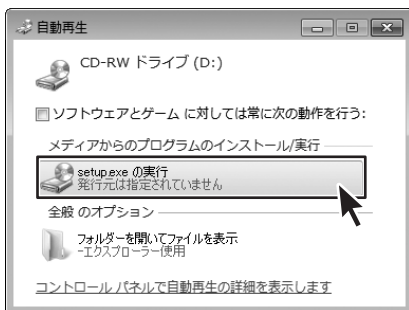 自動再生
CD-RW ドライブ (D:)
ソフトウェアとゲーム に対しては常に次の動作を行う:
メディアからのプログラムのインストール/実行
setup.exe の実行
発行元は指定されていません
全般 のオプション
フォルダーを開いてファイルを表示
-エクスプローラー使用
コントロール パネルで自動再生の詳細を表示します